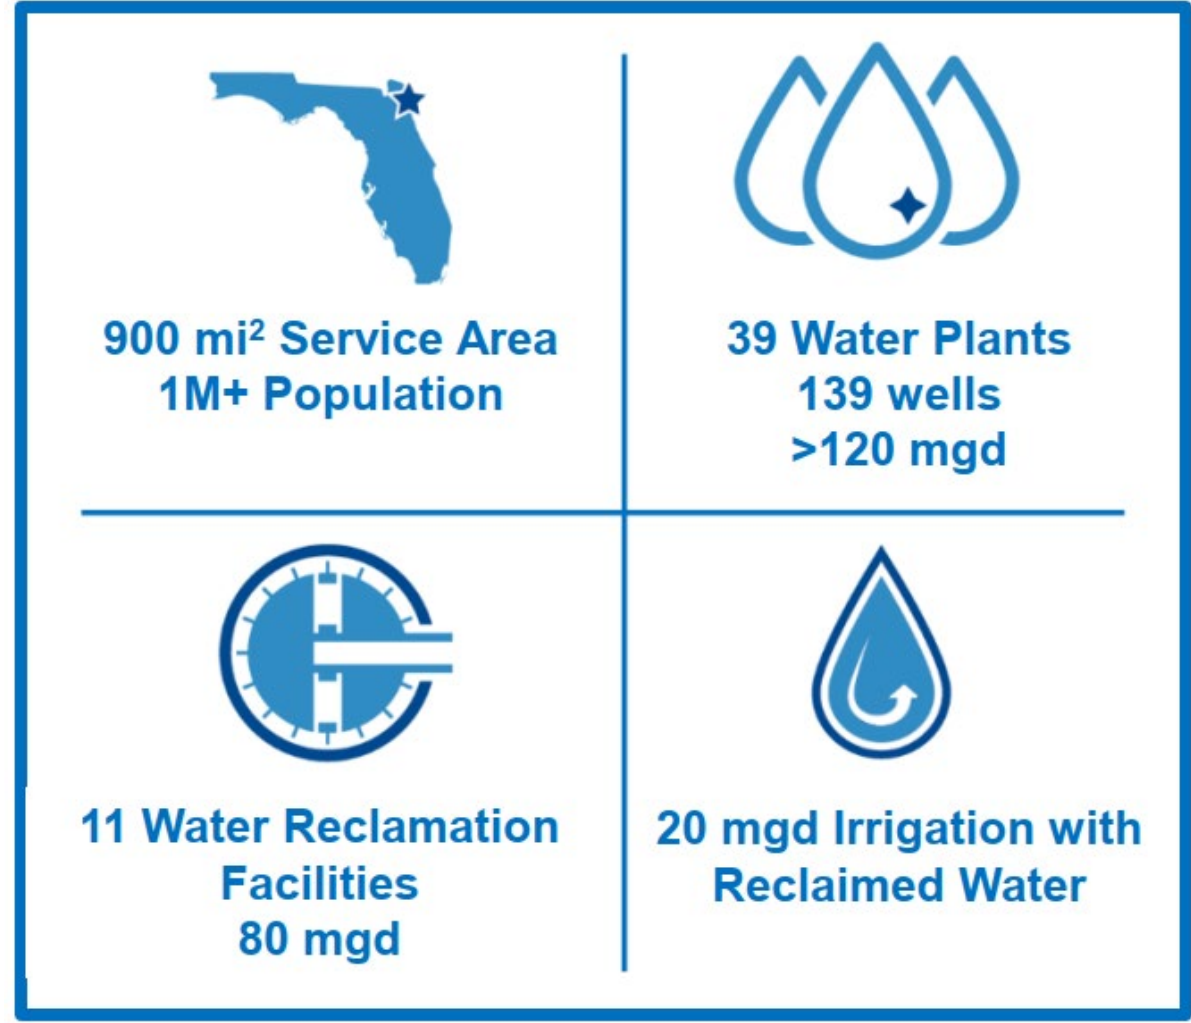 900 mi² Service Area
1M+ Population
39 Water Plants
139 wells
>120 mgd
11 Water Reclamation
Facilities
80 mgd
20 mgd Irrigation with
Reclaimed Water